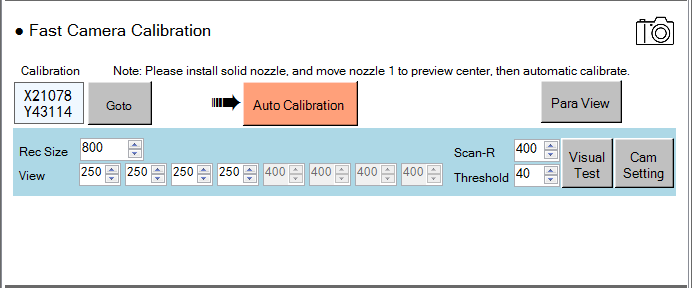 ● Fast Camera Calibration
Calibration Note: Please install solid nozzle, and move nozzle 1 to preview center, then automatic calibrate.
X21078
Y43114
Goto
Auto Calibration
Para View
Rec Size 800
View 250 250 250 250 400 400 400 400
Scan-R 400
Threshold 40
Visual
Test
Cam
Setting